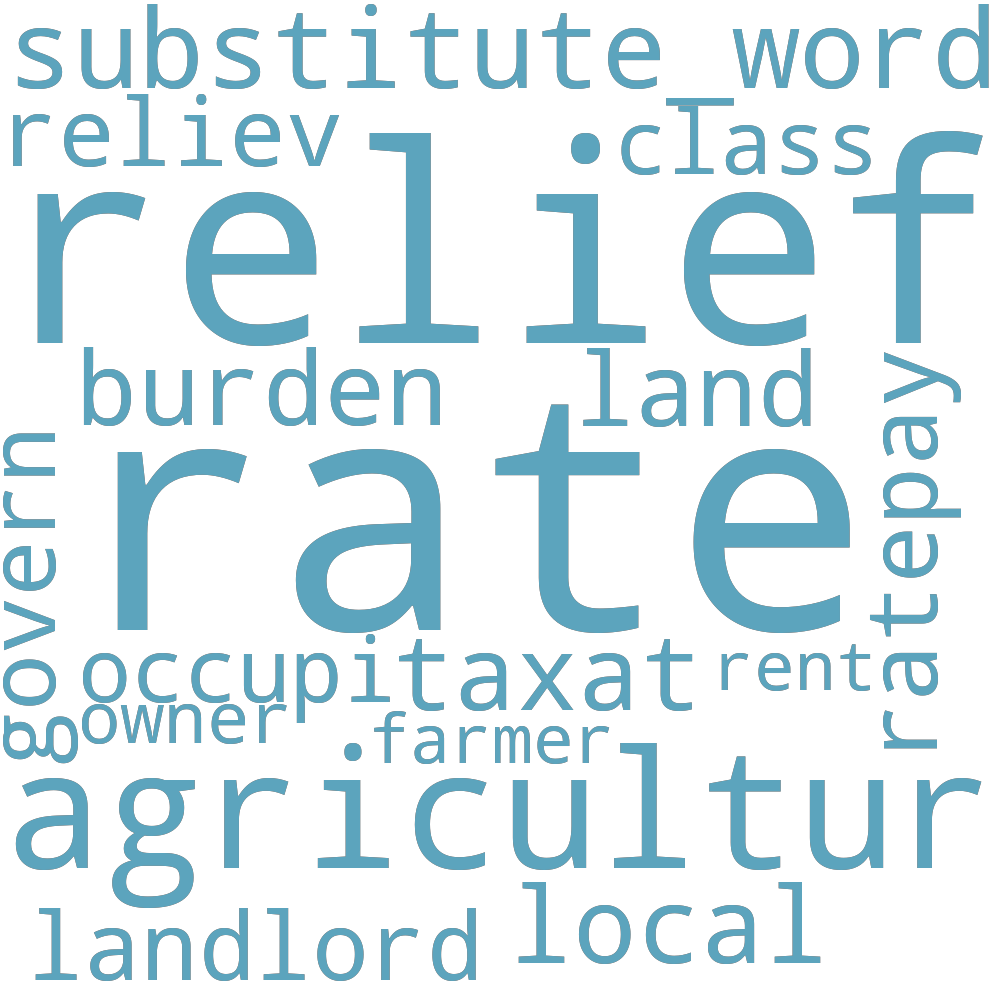 substitute_word
reliev
class
relief
burden
land
ratepay
govern
rate
occupi
taxat
rent
owner
farmer
agricultur
landlord
local